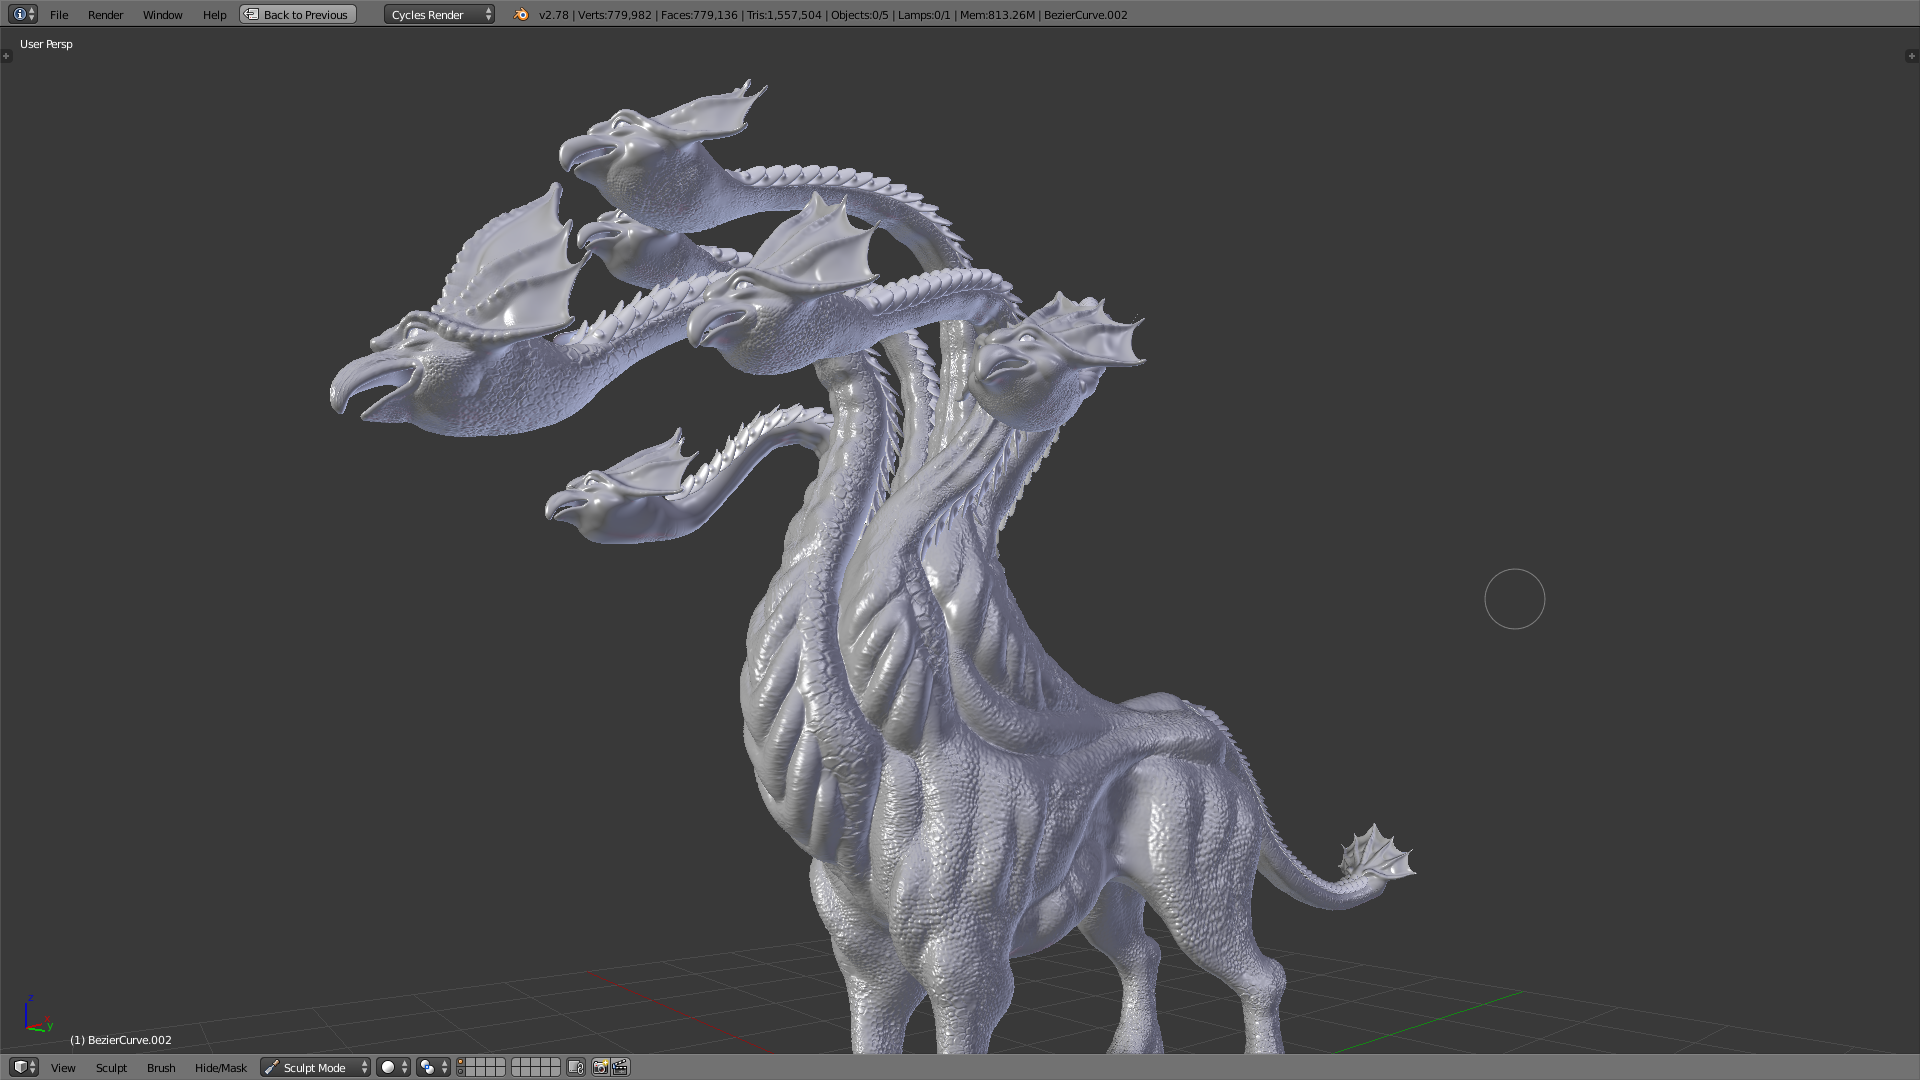 File Render Window Help Back to Previous Cycles Render v2.78 | Verts:779,982 | Faces:779,136 | Tris:1,557,504 | Objects:0/5 | Lamps:0/1 | Mem:813.26M | BezierCurve.002
User Persp
z
x
y
(1) BezierCurve.002
View Sculpt Brush Hide/Mask Sculpt Mode